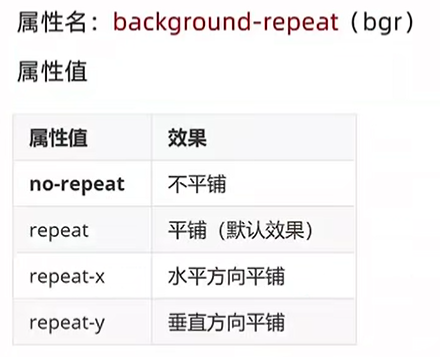 属性名：background-repeat（bgr）
属性值
属性值 效果
no-repeat 不平铺
repeat 平铺（默认效果）
repeat-x 水平方向平铺
repeat-y 垂直方向平铺